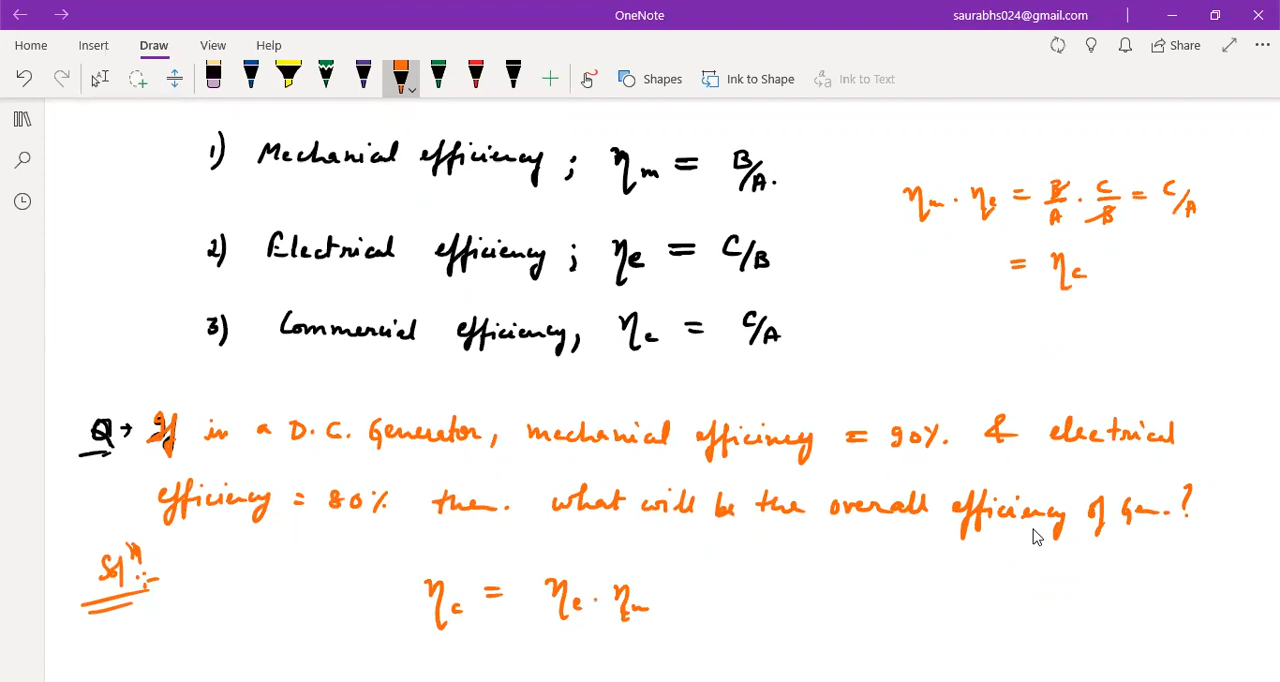 OneNote
saurabhs024@gmail.com
Home Insert Draw View Help
Share
Shapes Ink to Shape Ink to Text
1) Mechanial efficiency ; ηm = B/A.
ηm . ηe = B/A . C/B = C/A
2) Electrical efficiency ; ηe = C/B
= ηc
3) Commercial efficiency, ηc = C/A
Q → If in a D.C. Generator, mechanical efficiency = 90%. & electrical
efficiency = 80% then. what will be the overall efficiency of Gen.?
Solⁿ :-
ηc = ηe . ηm